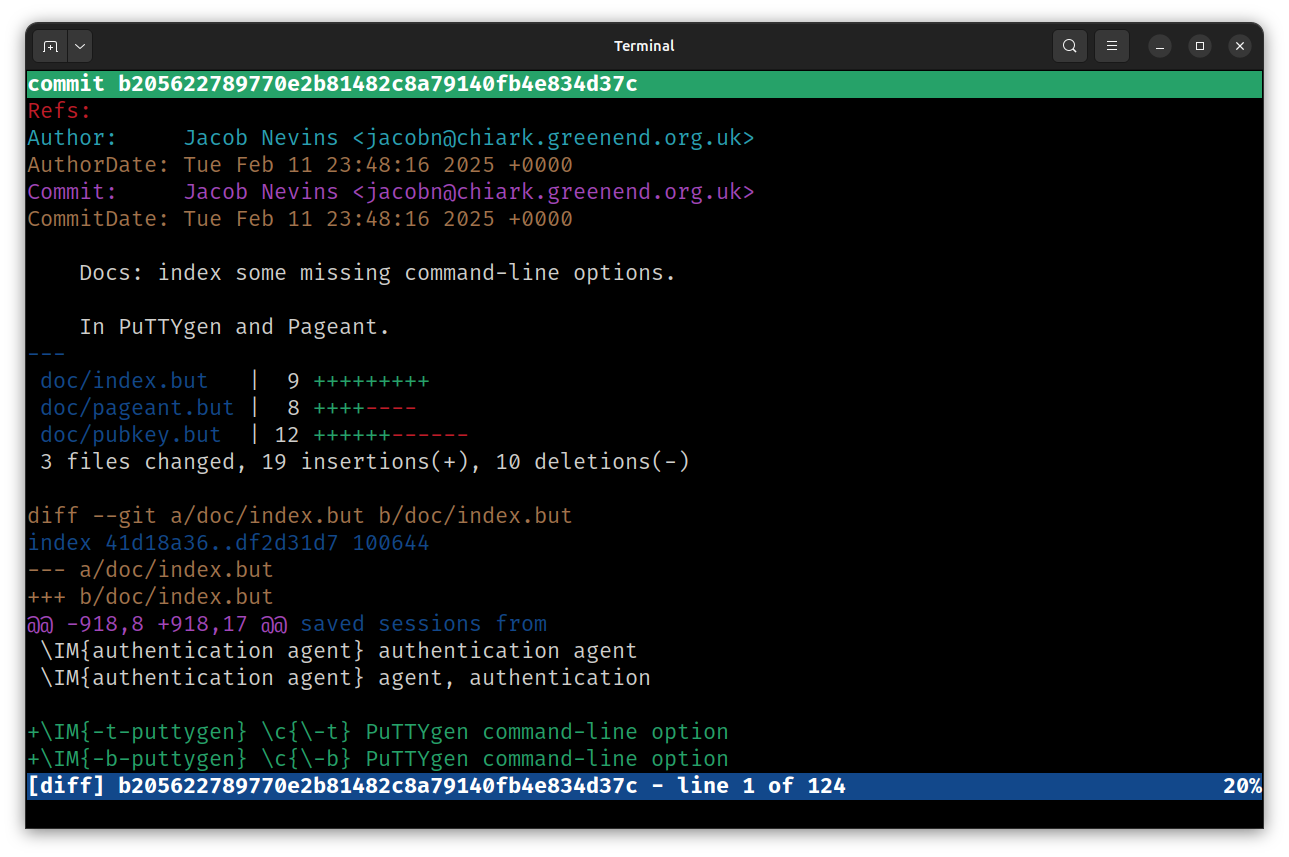 Terminal
commit b205622789770e2b81482c8a79140fb4e834d37c
Refs:
Author:     Jacob Nevins <jacobn@chiark.greenend.org.uk>
AuthorDate: Tue Feb 11 23:48:16 2025 +0000
Commit:     Jacob Nevins <jacobn@chiark.greenend.org.uk>
CommitDate: Tue Feb 11 23:48:16 2025 +0000
    Docs: index some missing command-line options.
    In PuTTYgen and Pageant.
---
 doc/index.but   |  9 +++++++++
 doc/pageant.but |  8 ++++----
 doc/pubkey.but  | 12 ++++++------
 3 files changed, 19 insertions(+), 10 deletions(-)
diff --git a/doc/index.but b/doc/index.but
index 41d18a36..df2d31d7 100644
--- a/doc/index.but
+++ b/doc/index.but
@@ -918,8 +918,17 @@ saved sessions from
 \IM{authentication agent} authentication agent
 \IM{authentication agent} agent, authentication
+\IM{-t-puttygen} \c{\-t} PuTTYgen command-line option
+\IM{-b-puttygen} \c{\-b} PuTTYgen command-line option
[diff] b205622789770e2b81482c8a79140fb4e834d37c - line 1 of 124 20%